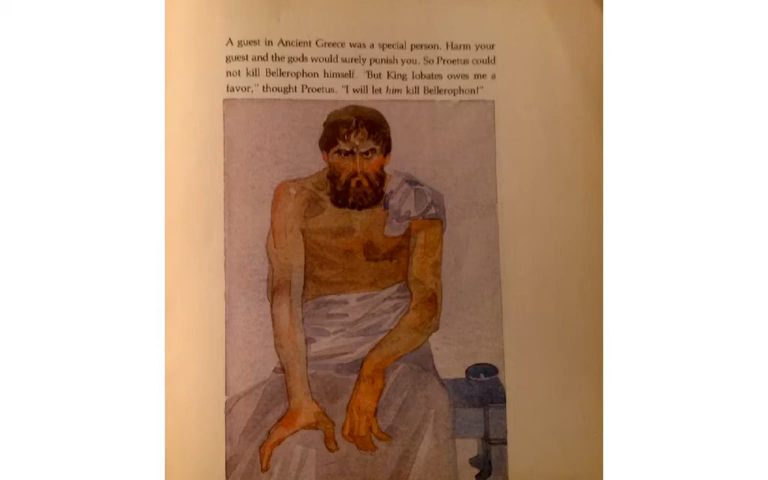 A guest in Ancient Greece was a special person. Harm your
guest and the gods would surely punish you. So Proetus could
not kill Bellerophon himself. "But King Iobates owes me a
favor," thought Proetus. "I will let him kill Bellerophon!"